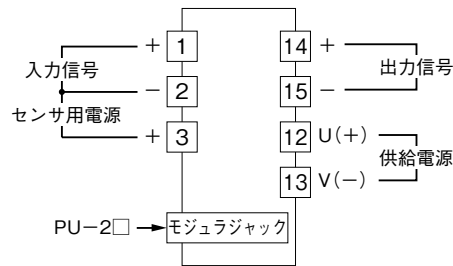 + 1
入力信号
− 2
センサ用電源
+ 3
14 +
出力信号
15 −
12 U(+)
供給電源
13 V(−)
PU−2□ モジュラジャック